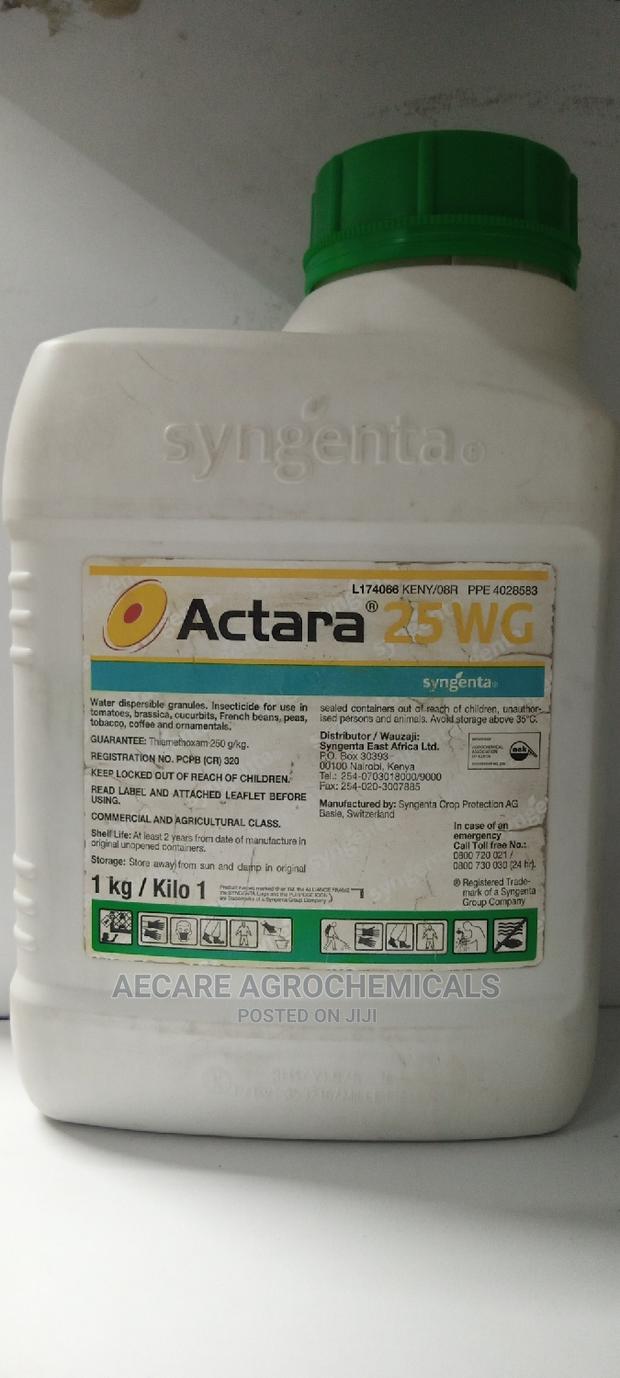 syngenta®
L174066 KENY/08R PPE 4028583
Actara® 25 WG
syngenta®
Water dispersible granules. Insecticide for use in
tomatoes, brassica, cucurbits, French beans, peas,
tobacco, coffee and ornamentals.
GUARANTEE: Thiamethoxam 250 g/kg.
REGISTRATION NO. PCPB (CR) 320
KEEP LOCKED OUT OF REACH OF CHILDREN.
READ LABEL AND ATTACHED LEAFLET BEFORE
USING.
COMMERCIAL AND AGRICULTURAL CLASS.
Shelf Life: At least 2 years from date of manufacture in
original unopened containers.
Storage: Store away from sun and damp in original
sealed containers out of reach of children, unauthor-
ised persons and animals. Avoid storage above 35°C.
Distributor / Wauzaji:
Syngenta East Africa Ltd.
P.O. Box 30393-
00100 Nairobi, Kenya
Tel.: 254-0703018000/9000
Fax: 254-020-3007885
Manufactured by: Syngenta Crop Protection AG
Basle, Switzerland
In case of an
emergency
Call Toll free No.:
0800 720 021 /
0800 730 030 (24 hr).
® Registered Trade-
mark of a Syngenta
Group Company
1 kg / Kilo 1
AECARE AGROCHEMICALS
POSTED ON JIJI